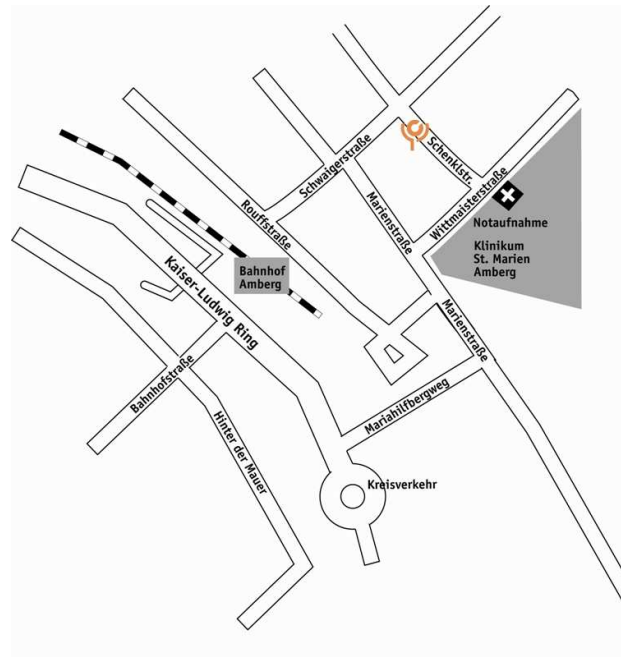 Schwaigerstraße
Schenklstr.
Rouffstraße
Marienstraße
Wittmaisterstraße
Notaufnahme
Klinikum
St. Marien
Amberg
Bahnhof
Amberg
Kaiser-Ludwig Ring
Marienstraße
Bahnhofstraße
Mariahilfbergweg
Hinter der Mauer
Kreisverkehr